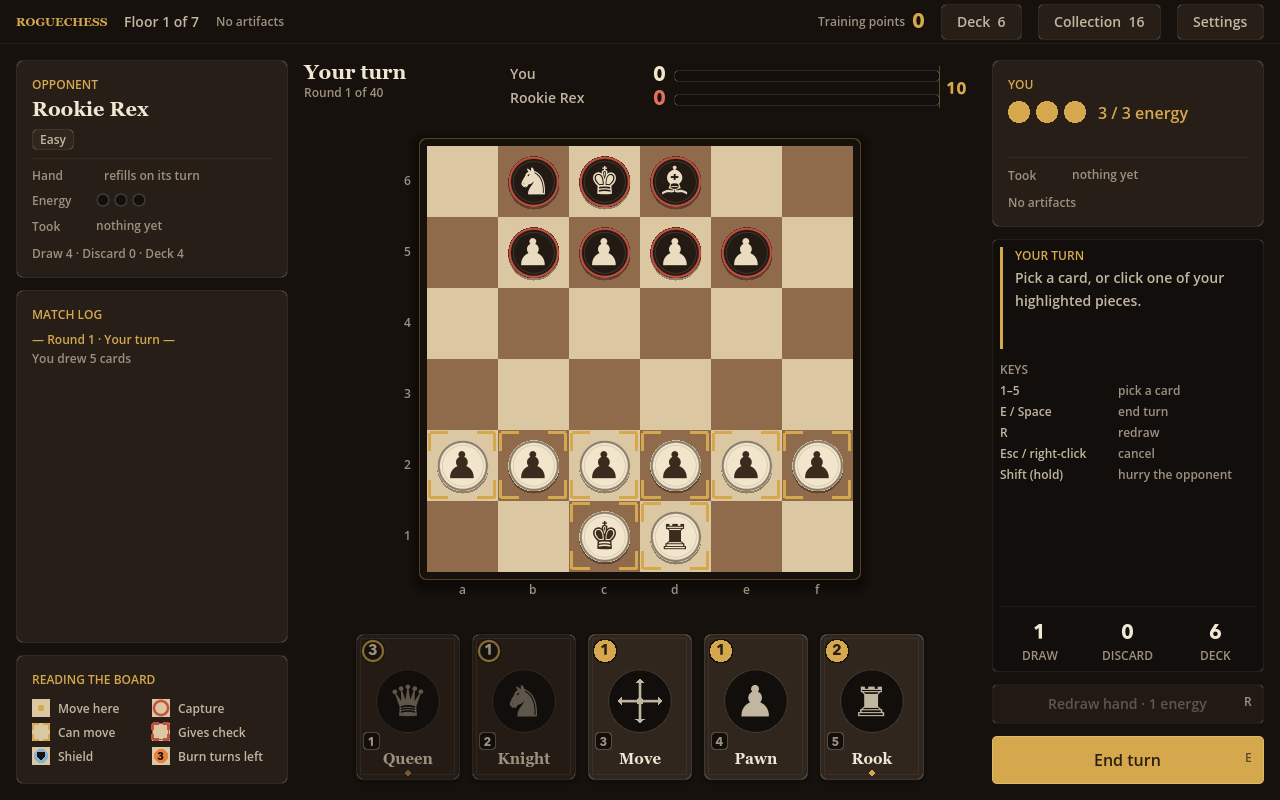 ROGUECHESS
Floor 1 of 7
No artifacts
Training points 0
Deck 6
Collection 16
Settings
OPPONENT
Rookie Rex
Easy
Hand refills on its turn
Energy
Took nothing yet
Draw 4 · Discard 0 · Deck 4
MATCH LOG
— Round 1 · Your turn —
You drew 5 cards
READING THE BOARD
Move here Capture
Can move Gives check
Shield 3 Burn turns left
Your turn
Round 1 of 40
You 0
Rookie Rex 0
10
6
5
4
3
2
1
a b c d e f
3 1 Queen
1 2 Knight
1 3 Move
1 4 Pawn
2 5 Rook
YOU
3 / 3 energy
Took nothing yet
No artifacts
YOUR TURN
Pick a card, or click one of your
highlighted pieces.
KEYS
1–5 pick a card
E / Space end turn
R redraw
Esc / right-click cancel
Shift (hold) hurry the opponent
1 0 6
DRAW DISCARD DECK
Redraw hand · 1 energy R
End turn E